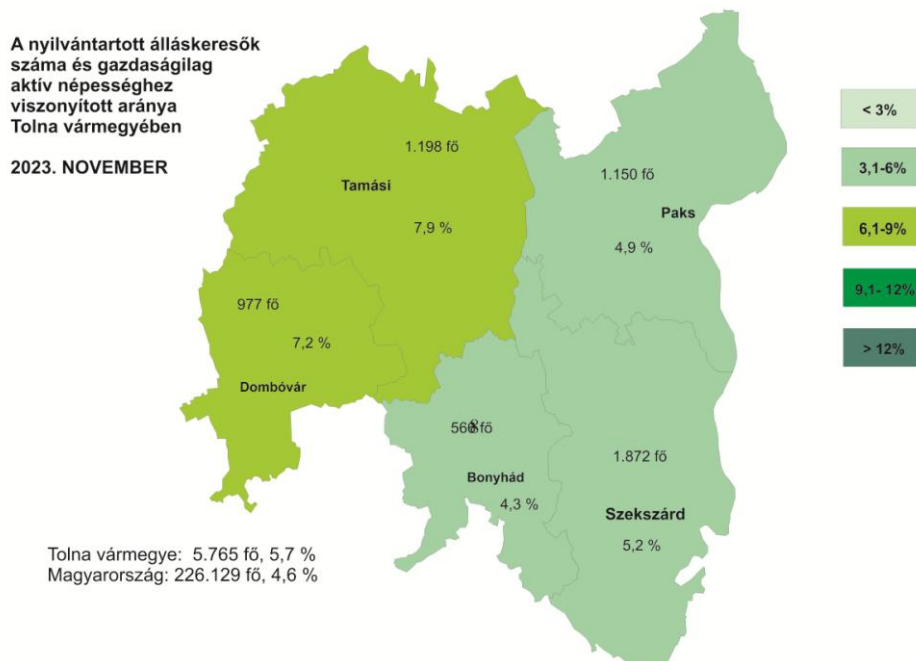 A nyilvántartott álláskeresők
száma és gazdaságilag
aktív népességhez
viszonyított aránya
Tolna vármegyében
2023. NOVEMBER
1.198 fő
Tamási
7,9 %
1.150 fő
Paks
4,9 %
977 fő
7,2 %
Dombóvár
fő
Bonyhád
4,3 %
1.872 fő
Szekszárd
5,2 %
Tolna vármegye: 5.765 fő, 5,7 %
Magyarország: 226.129 fő, 4,6 %
< 3%
3,1-6%
6,1-9%
9,1- 12%
> 12%